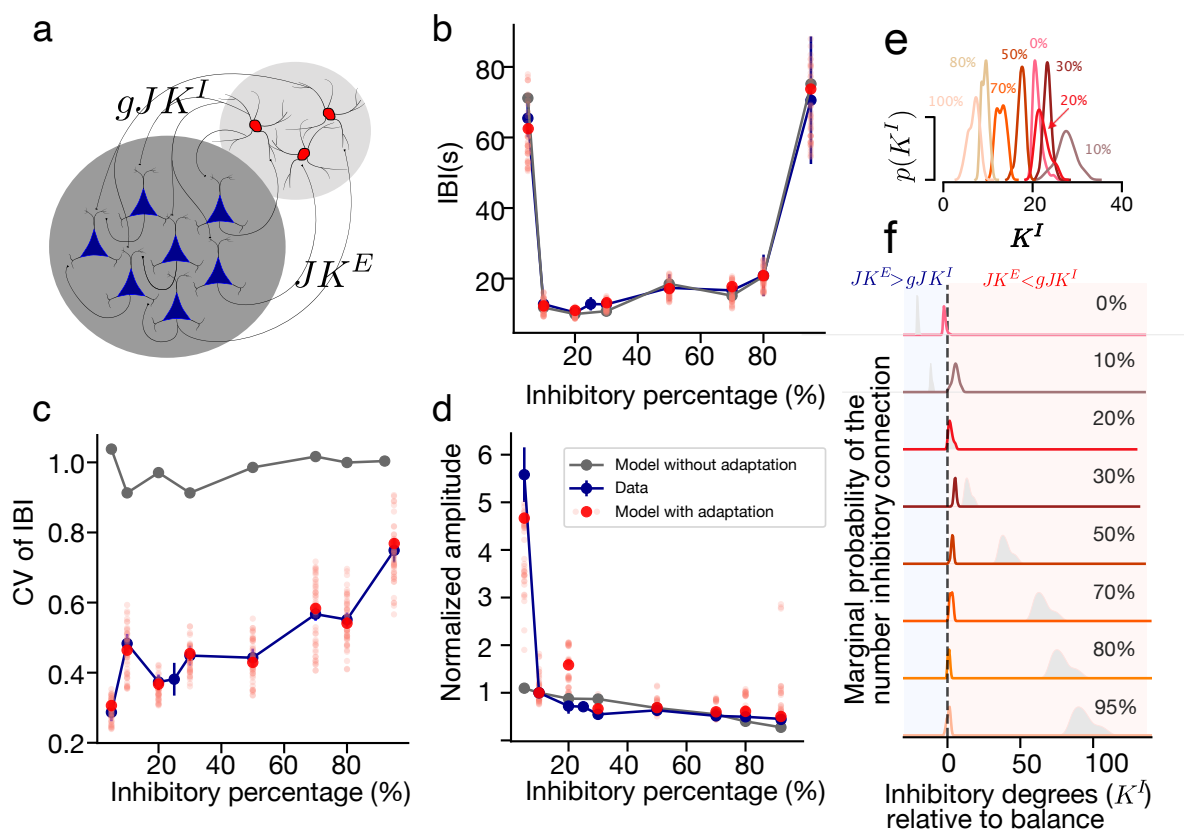 a
gJK^I
JK^E
b
IBI(s)
80
60
40
20
20 40 60 80
Inhibitory percentage (%)
c
CV of IBI
1.0
0.8
0.6
0.4
0.2
20 40 60 80
Inhibitory percentage (%)
d
Normalized amplitude
6
5
4
3
2
1
Model without adaptation
Data
Model with adaptation
20 40 60 80
Inhibitory percentage (%)
e
p(K^I)
0%
50%
80%
30%
70%
100%
20%
10%
0 20 40
K^I
f
JK^E>gJK^I JK^E<gJK^I
Marginal probability of the
number inhibitory connection
0%
10%
20%
30%
50%
70%
80%
95%
0 50 100
Inhibitory degrees (K^I)
relative to balance